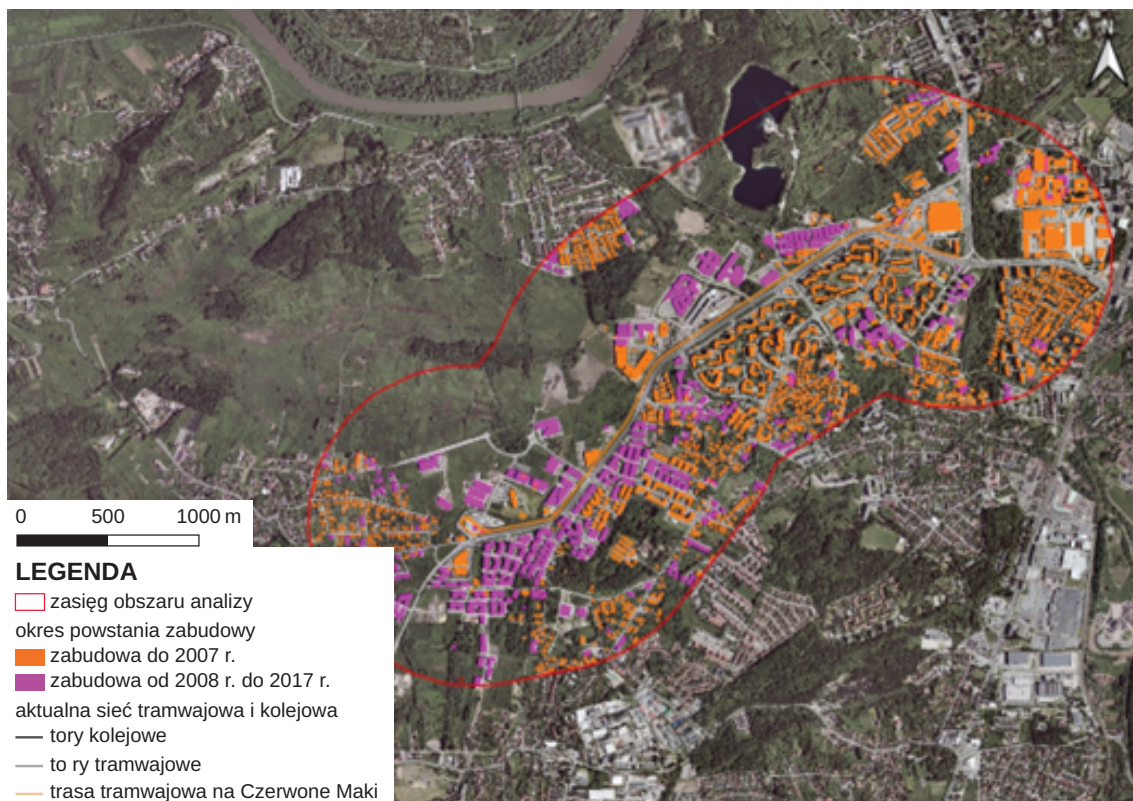 0 500 1000 m
LEGENDA
zasięg obszaru analizy
okres powstania zabudowy
zabudowa do 2007 r.
zabudowa od 2008 r. do 2017 r.
aktualna sieć tramwajowa i kolejowa
tory kolejowe
to ry tramwajowe
trasa tramwajowa na Czerwone Maki